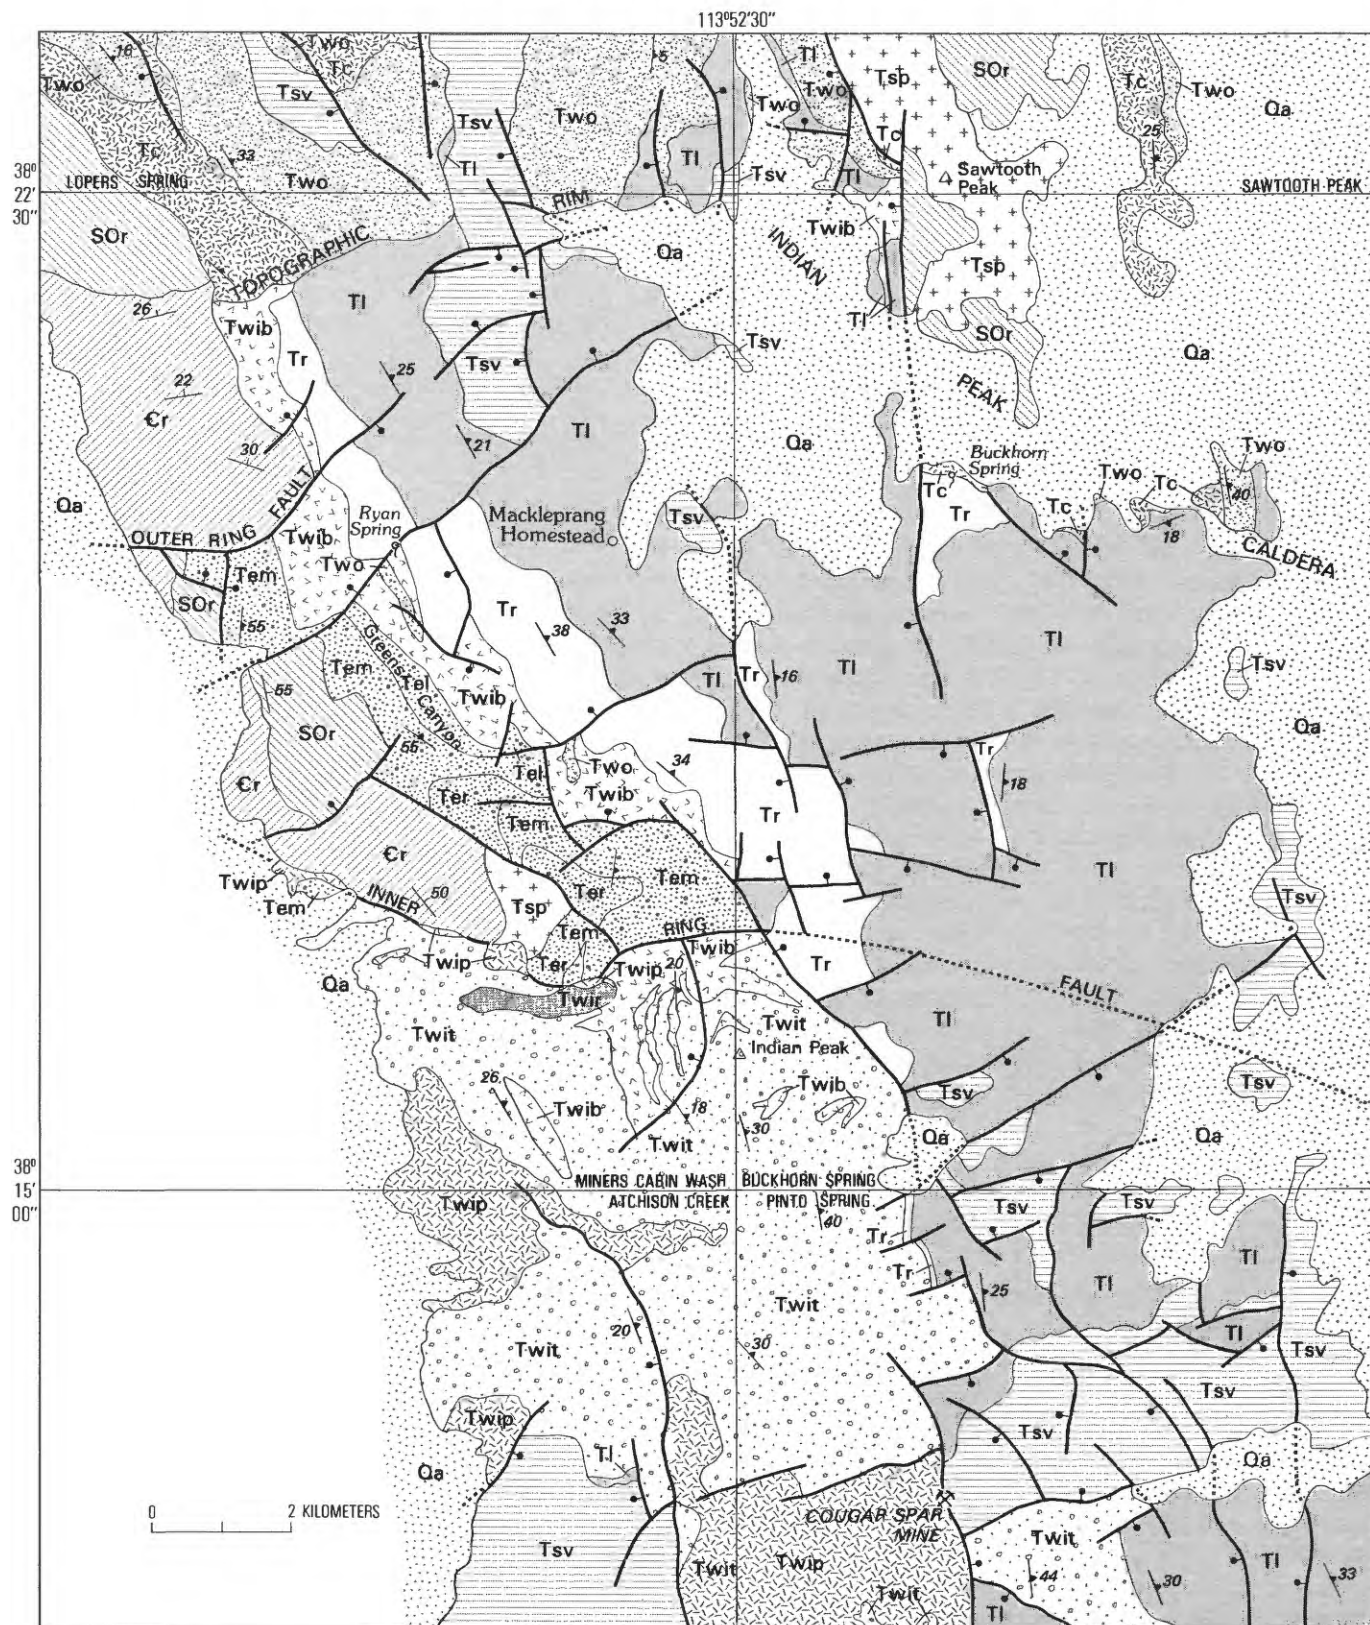 113°52'30"
16
Two
Tc
Tsv
Two
5
Tl
Two
Tsp
SOr
Tc
Two
Qa
Two
Tsv
Two
Two
Tc
33
Tl
Tl
Tsv
Tc
25
38°
22'
30"
LOPERS SPRING
Two
Tl
Sawtooth
Peak
SAWTOOTH PEAK
SOr
TOPOGRAPHIC
RIM
Qa
INDIAN
Twib
Tsp
26
Tl
Twib
Tl
SOr
Qa
Tr
Tsv
Tsv
PEAK
22
25
Єr
21
Tl
Qa
30
Buckhorn
Spring
Two
Two
Qa
Tc
Tc
40
Ryan
Spring
Mackleprang
Homestead
Tsv
Tr
Tc
18
OUTER RING FAULT
Twib
CALDERA
Two
Tem
SOr
55
Tr
38
33
Tl
Tl
Tem
Greens Canyon
Tel
Twib
Tl
Tr
16
Tsv
55
SOr
55
Qa
Єr
Tel
Two
34
Tr
18
Ter
Twib
Tr
Tem
Єr
Tl
Twip
50
Ter
Tem
Tsv
Tem
INNER
Tsp
Tem
RING
Twib
Twip
Ter
Twip
20
Tr
FAULT
Qa
Twir
Twit
Tl
Twit
Indian Peak
26
Twib
Tsv
Tsv
Twib
18
30
Twit
Qa
Qa
38°
15'
00"
MINERS CABIN WASH
BUCKHORN SPRING
ATCHISON CREEK
PINTO SPRING
Twip
40
Tsv
Tsv
Tr
Tr
Tl
25
Tl
Twit
20
Twit
30
Tl
Tsv
Tsv
Twip
Tsv
Tl
Qa
Qa
0
2 KILOMETERS
COUGAR SPAR
MINE
Tsv
Twit
Twit
Twip
44
30
Tl
33
Twit
Tl